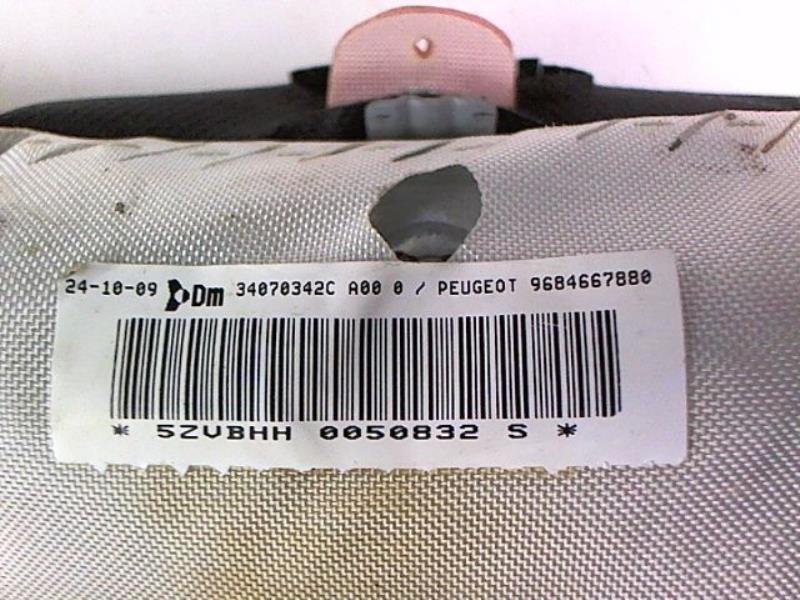 24-10-09 Dm 34070342C A00 0 / PEUGEOT 9684667880
* 5ZVBHH 0050832 S *